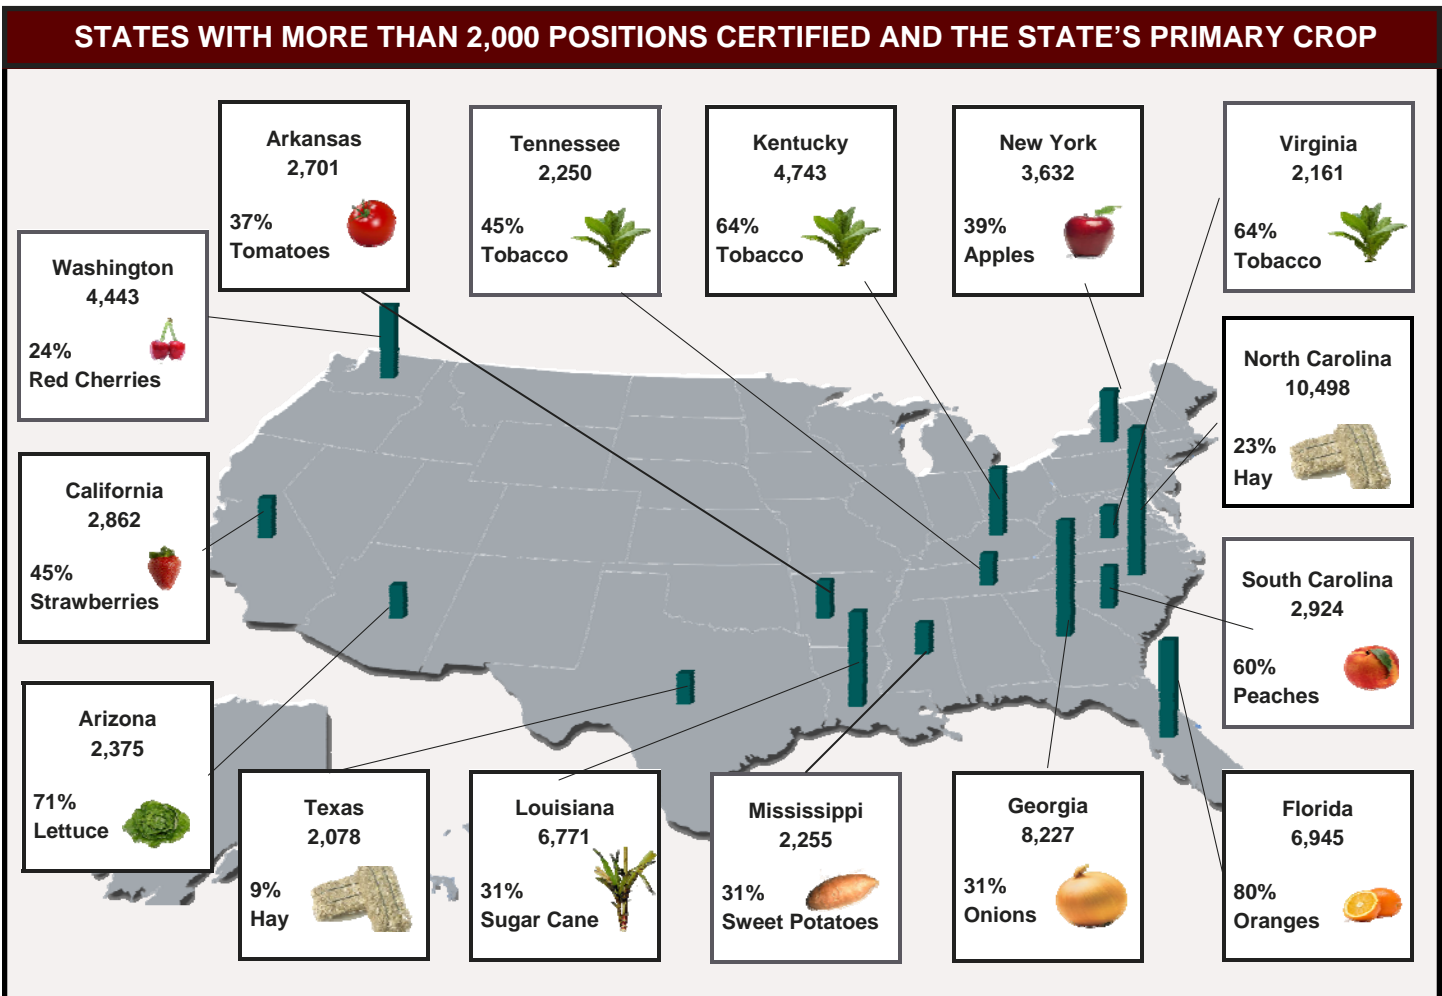 STATES WITH MORE THAN 2,000 POSITIONS CERTIFIED AND THE STATE'S PRIMARY CROP
Arkansas
2,701
37%
Tomatoes
Tennessee
2,250
45%
Tobacco
Kentucky
4,743
64%
Tobacco
New York
3,632
39%
Apples
Virginia
2,161
64%
Tobacco
Washington
4,443
24%
Red Cherries
North Carolina
10,498
23%
Hay
California
2,862
45%
Strawberries
South Carolina
2,924
60%
Peaches
Arizona
2,375
71%
Lettuce
Texas
2,078
9%
Hay
Louisiana
6,771
31%
Sugar Cane
Mississippi
2,255
31%
Sweet Potatoes
Georgia
8,227
31%
Onions
Florida
6,945
80%
Oranges